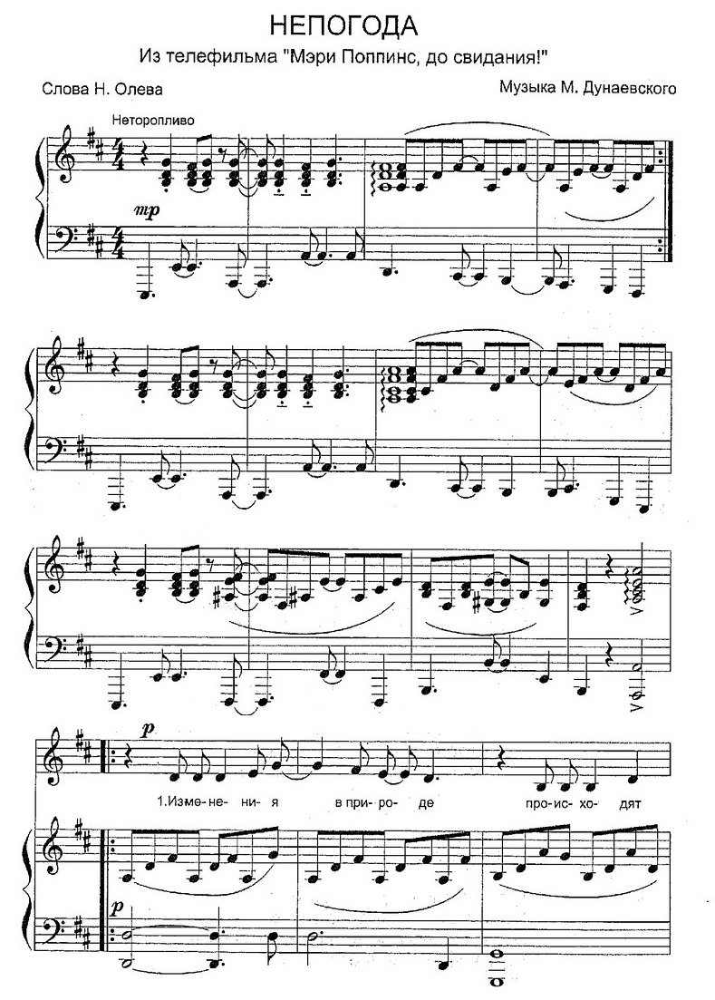 НЕПОГОДА
Из телефильма "Мэри Поппинс, до свидания!"
Слова Н. Олева
Музыка М. Дунаевского
Неторопливо
mp
p
1.Изме-не- ни- я в при- ро- де про-ис- хо- дят
p